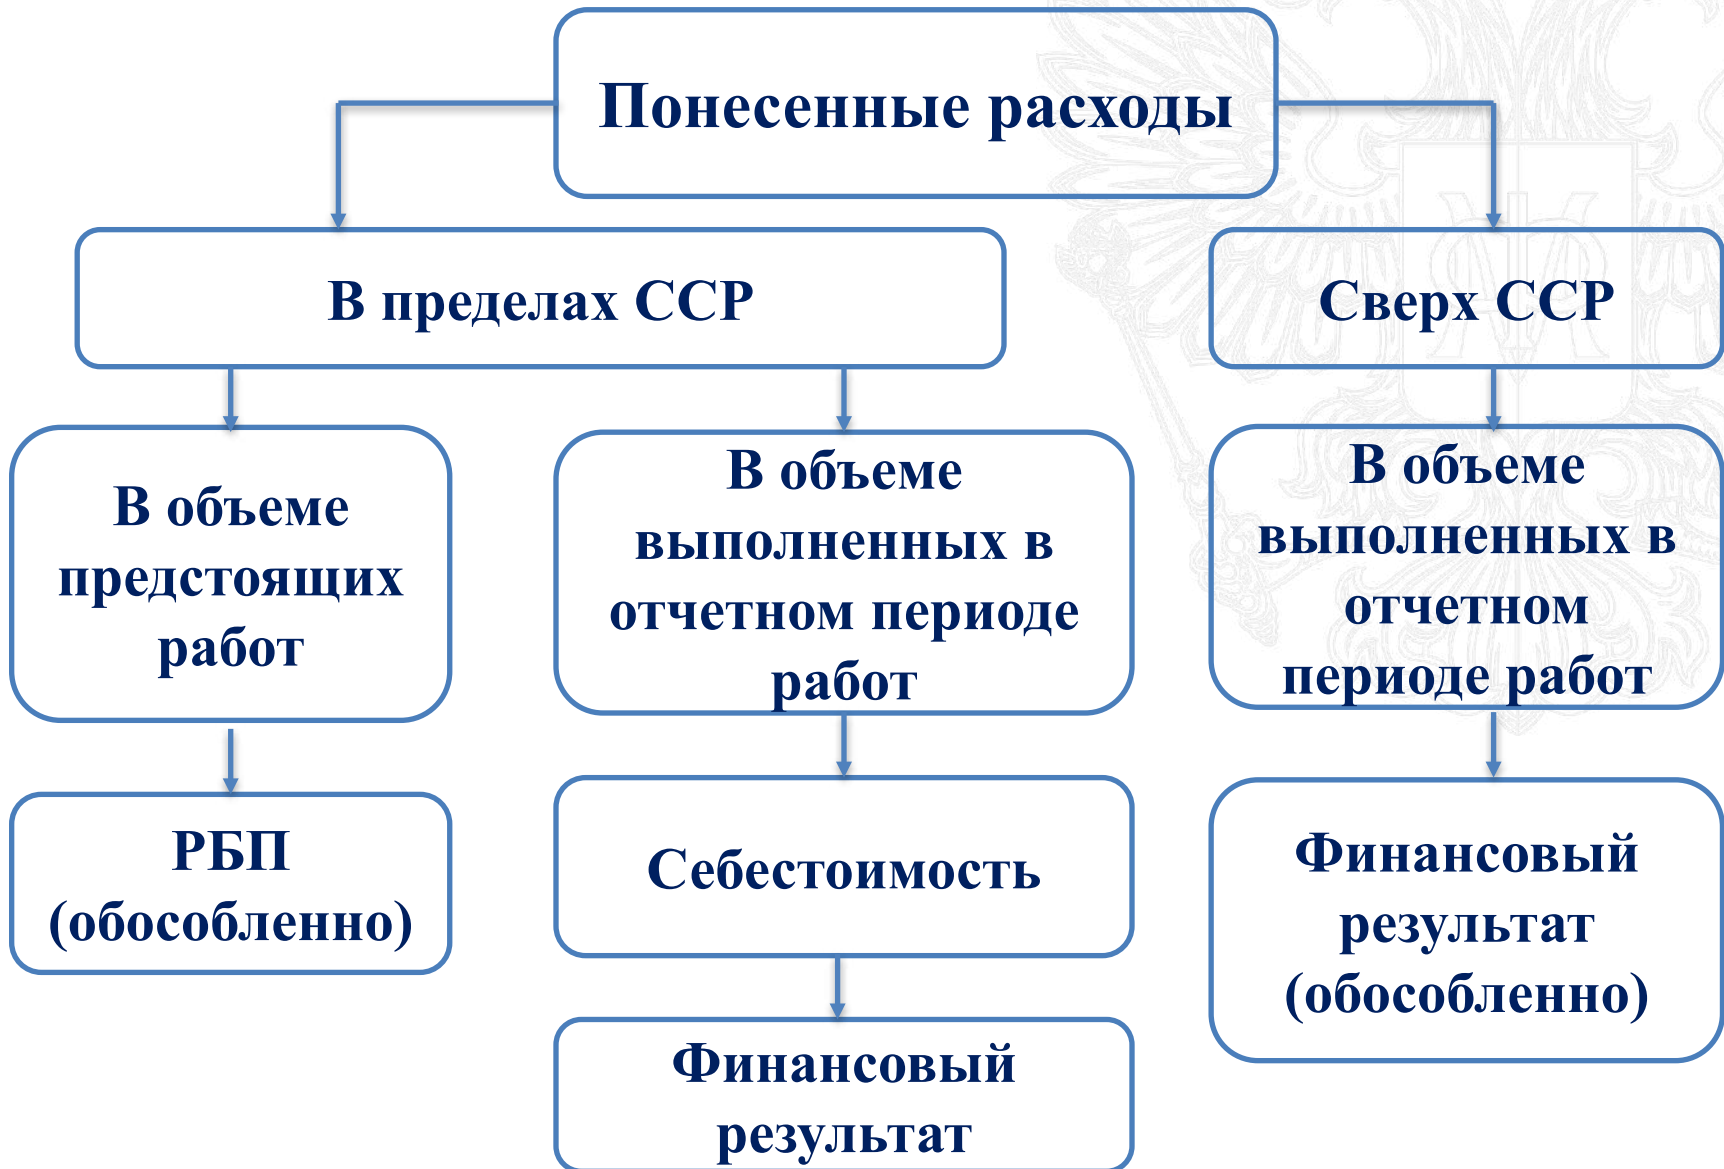 Понесенные расходы
В пределах ССР
Сверх ССР
В объеме
предстоящих
работ
В объеме
выполненных в
отчетном периоде
работ
В объеме
выполненных в
отчетном
периоде работ
РБП
(обособленно)
Себестоимость
Финансовый
результат
(обособленно)
Финансовый
результат